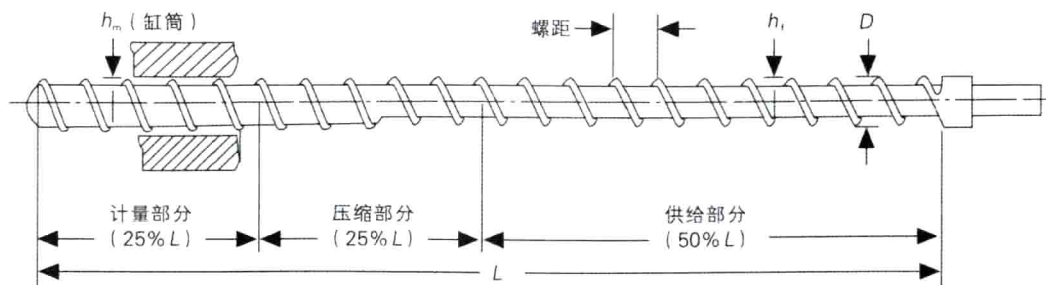 hm (缸筒)
螺距
hf
D
计量部分
(25%L)
压缩部分
(25%L)
供给部分
(50%L)
L